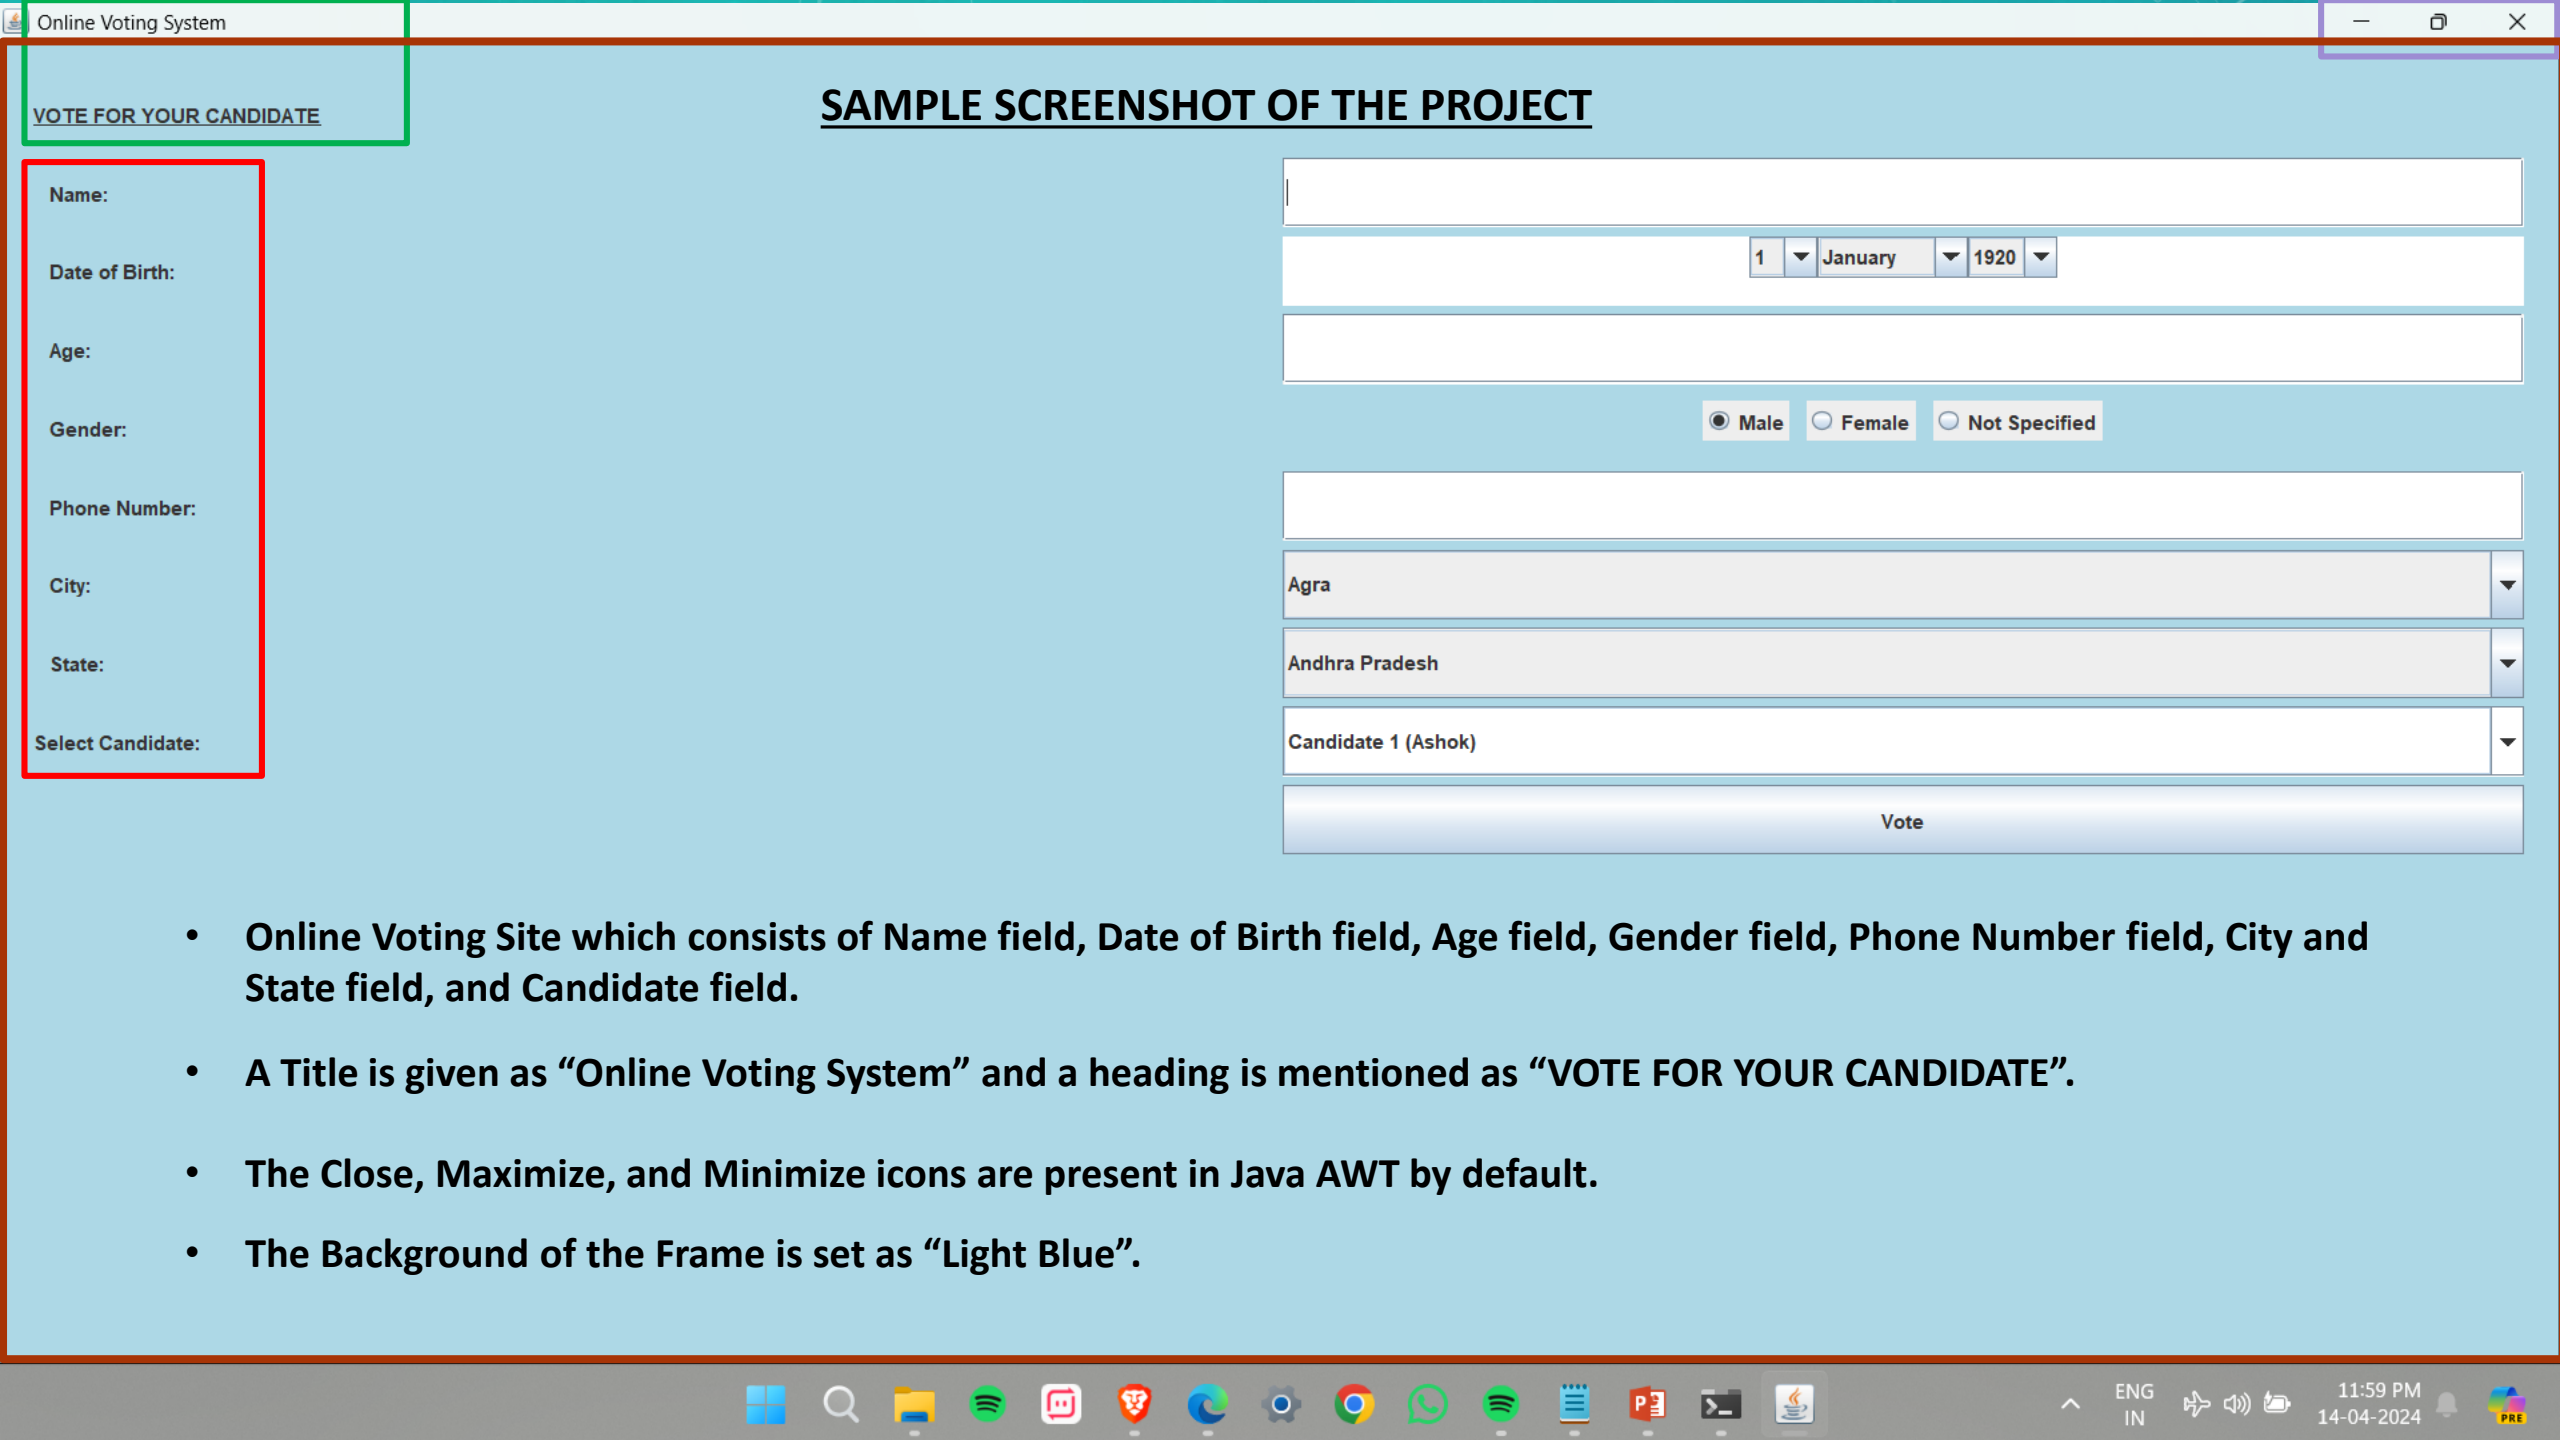 Online Voting System
VOTE FOR YOUR CANDIDATE
SAMPLE SCREENSHOT OF THE PROJECT
Name:
Date of Birth:
1 January 1920
Age:
Gender:
Male Female Not Specified
Phone Number:
City:
Agra
State:
Andhra Pradesh
Select Candidate:
Candidate 1 (Ashok)
Vote
• Online Voting Site which consists of Name field, Date of Birth field, Age field, Gender field, Phone Number field, City and
State field, and Candidate field.
• A Title is given as “Online Voting System” and a heading is mentioned as “VOTE FOR YOUR CANDIDATE”.
• The Close, Maximize, and Minimize icons are present in Java AWT by default.
• The Background of the Frame is set as “Light Blue”.
ENG
IN
11:59 PM
14-04-2024
PRE